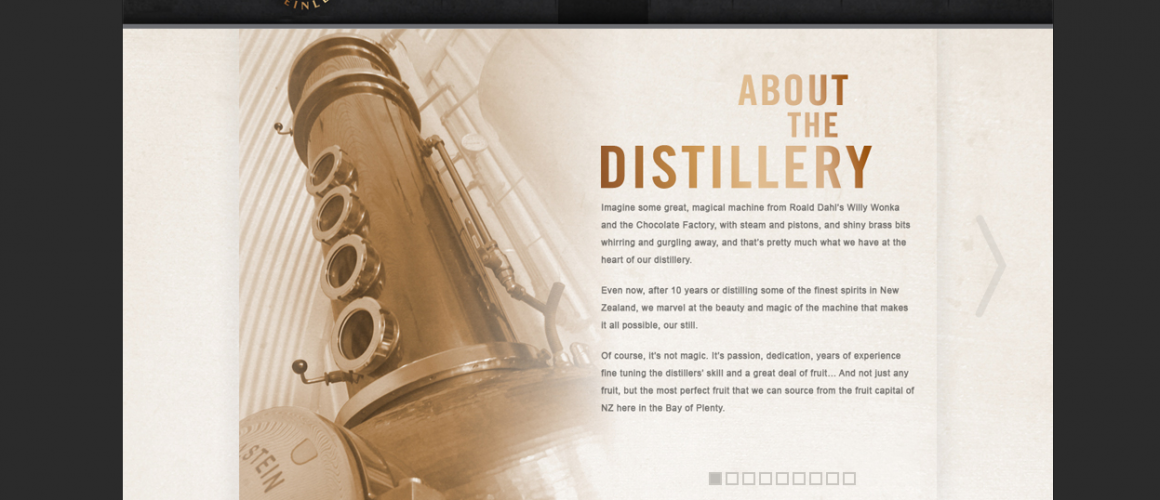 ABOUT
THE
DISTILLERY
Imagine some great, magical machine from Roald Dahl's Willy Wonka
and the Chocolate Factory, with steam and pistons, and shiny brass bits
whirring and gurgling away, and that's pretty much what we have at the
heart of our distillery.
Even now, after 10 years or distilling some of the finest spirits in New
Zealand, we marvel at the beauty and magic of the machine that makes
it all possible, our still.
Of course, it's not magic. It's passion, dedication, years of experience
fine tuning the distillers' skill and a great deal of fruit... And not just any
fruit, but the most perfect fruit that we can source from the fruit capital of
NZ here in the Bay of Plenty.